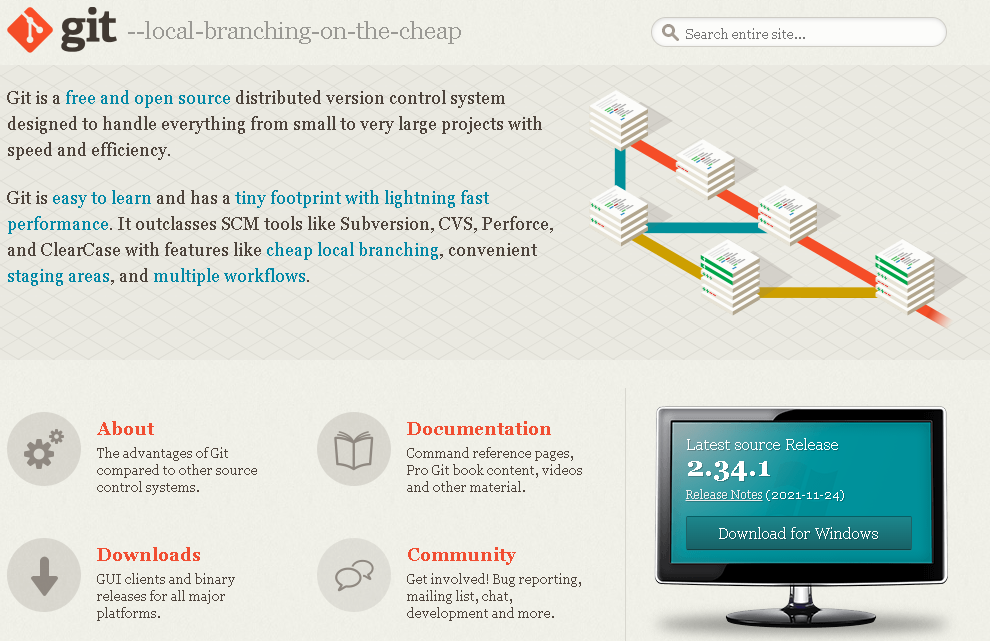 git --local-branching-on-the-cheap
Search entire site...
Git is a free and open source distributed version control system
designed to handle everything from small to very large projects with
speed and efficiency.
Git is easy to learn and has a tiny footprint with lightning fast
performance. It outclasses SCM tools like Subversion, CVS, Perforce,
and ClearCase with features like cheap local branching, convenient
staging areas, and multiple workflows.
About
The advantages of Git
compared to other source
control systems.
Documentation
Command reference pages,
Pro Git book content, videos
and other material.
Downloads
GUI clients and binary
releases for all major
platforms.
Community
Get involved! Bug reporting,
mailing list, chat,
development and more.
Latest source Release
2.34.1
Release Notes (2021-11-24)
Download for Windows